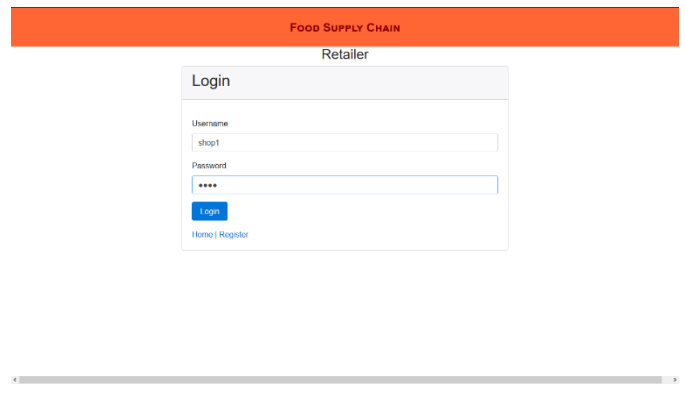 Food Supply Chain
Retailer
Login
Username
shop1
Password
••••
Login
Home | Register